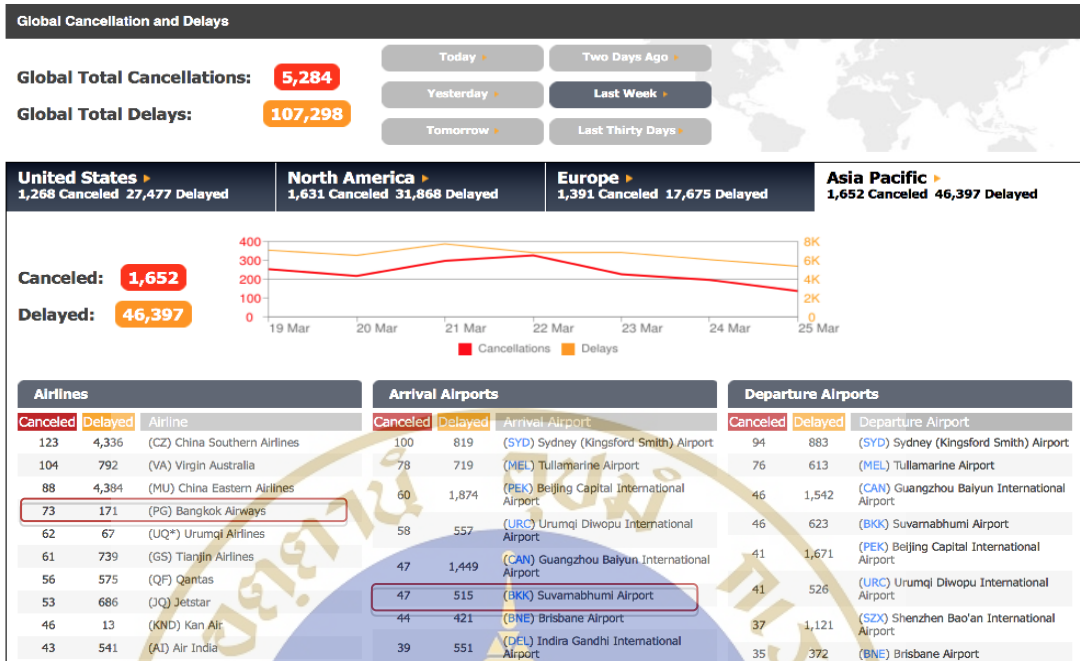 Global Cancellation and Delays
Global Total Cancellations: 5,284
Global Total Delays: 107,298
Today
Two Days Ago
Yesterday
Last Week
Tomorrow
Last Thirty Days
United States
1,268 Canceled 27,477 Delayed
North America
1,631 Canceled 31,868 Delayed
Europe
1,391 Canceled 17,675 Delayed
Asia Pacific
1,652 Canceled 46,397 Delayed
Canceled: 1,652
Delayed: 46,397
400
300
200
100
0
8K
6K
4K
2K
0
19 Mar 20 Mar 21 Mar 22 Mar 23 Mar 24 Mar 25 Mar
Cancellations Delays
Airlines
Canceled Delayed Airline
123 4,336 (CZ) China Southern Airlines
104 792 (VA) Virgin Australia
88 4,384 (MU) China Eastern Airlines
73 171 (PG) Bangkok Airways
62 67 (UQ*) Urumqi Airlines
61 739 (GS) Tianjin Airlines
56 575 (QF) Qantas
53 686 (JQ) Jetstar
46 13 (KND) Kan Air
43 541 (AI) Air India
Arrival Airports
Canceled Delayed Arrival Airport
100 819 (SYD) Sydney (Kingsford Smith) Airport
78 719 (MEL) Tullamarine Airport
60 1,874 (PEK) Beijing Capital International
Airport
58 557 (URC) Urumqi Diwopu International
Airport
47 1,449 (CAN) Guangzhou Baiyun International
Airport
47 515 (BKK) Suvarnabhumi Airport
44 421 (BNE) Brisbane Airport
39 551 (DEL) Indira Gandhi International
Airport
Departure Airports
Canceled Delayed Departure Airport
94 883 (SYD) Sydney (Kingsford Smith) Airport
76 613 (MEL) Tullamarine Airport
46 1,542 (CAN) Guangzhou Baiyun International
Airport
46 623 (BKK) Suvarnabhumi Airport
41 1,671 (PEK) Beijing Capital International
Airport
41 526 (URC) Urumqi Diwopu International
Airport
37 1,121 (SZX) Shenzhen Bao'an International
Airport
35 372 (BNE) Brisbane Airport